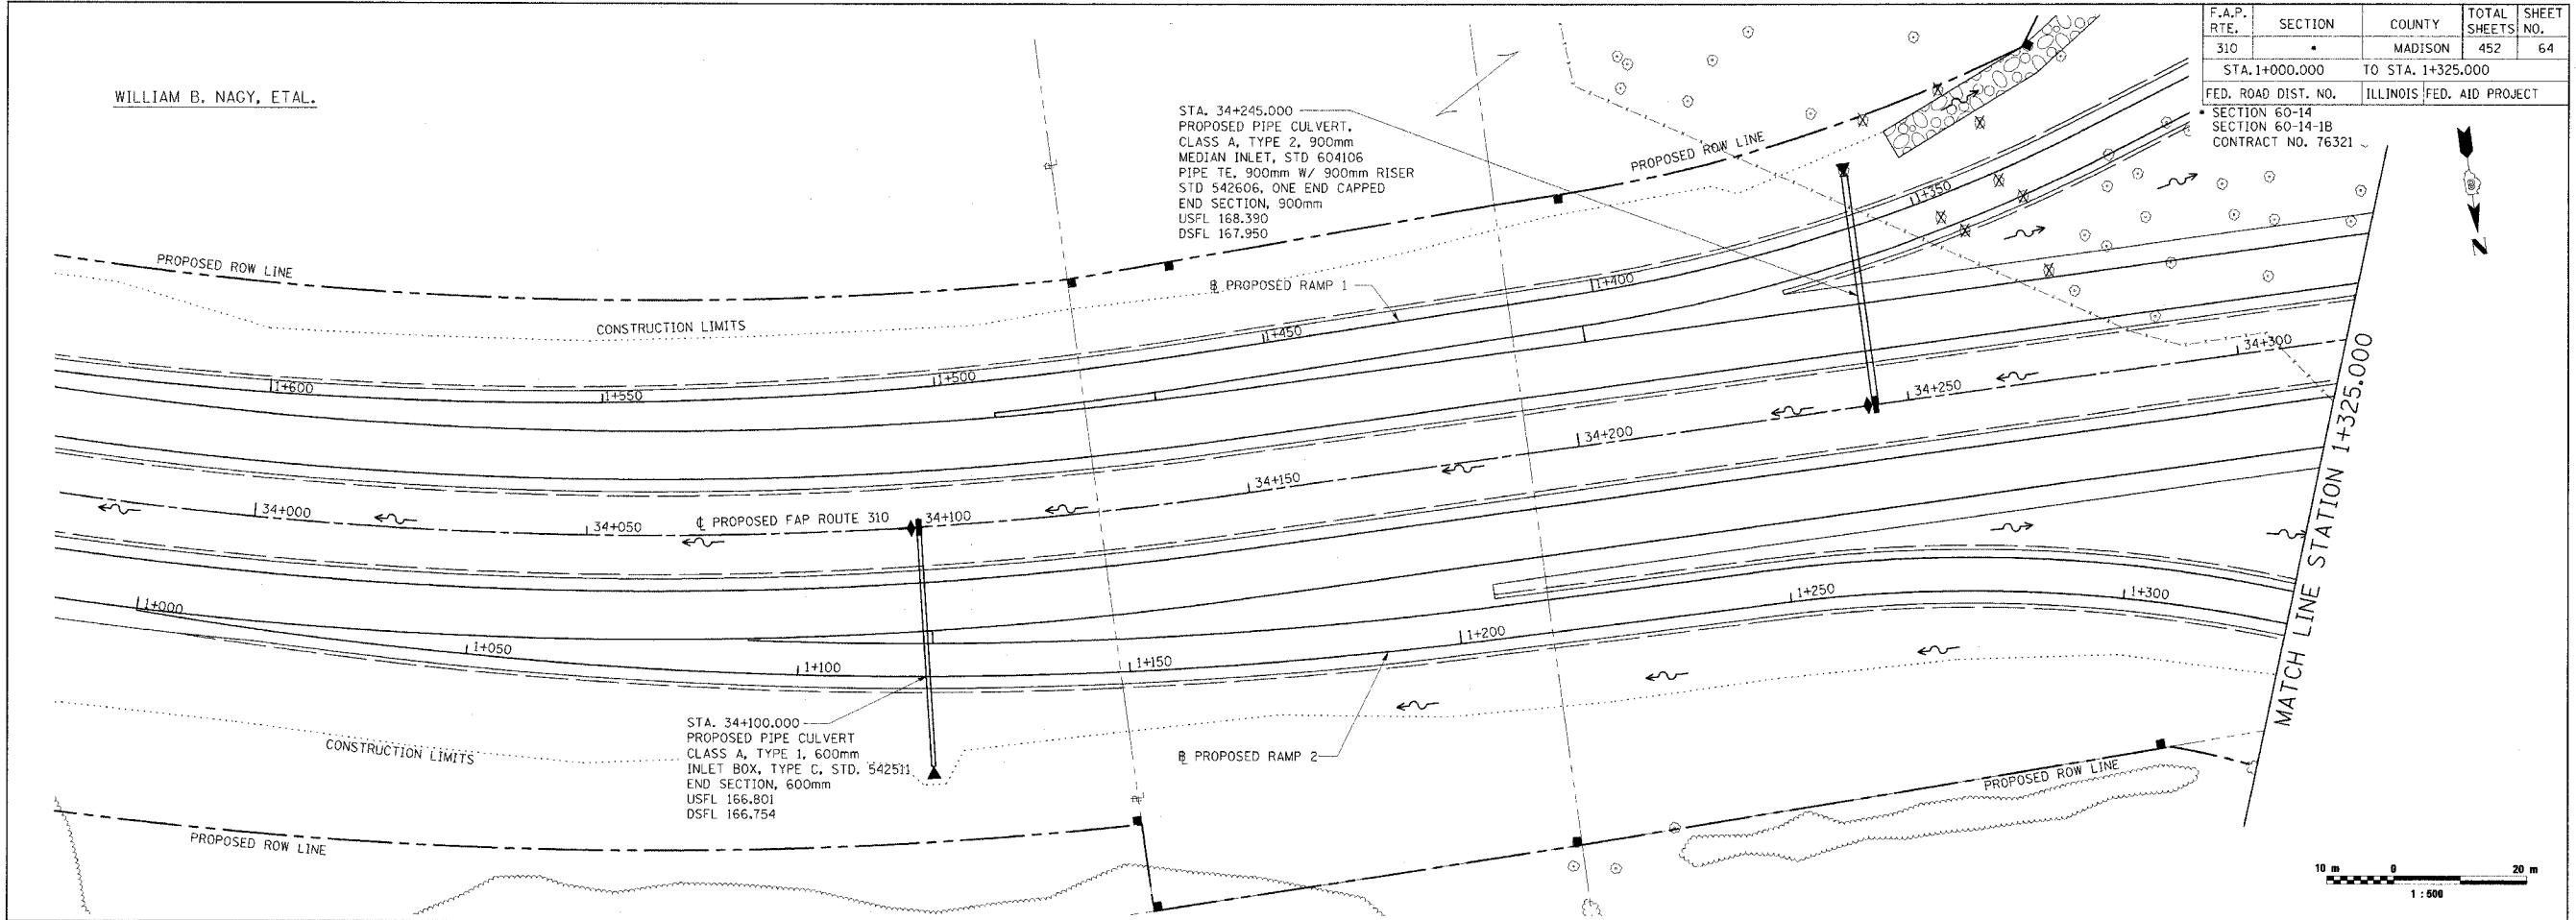 F.A.P. RTE. SECTION COUNTY TOTAL SHEETS SHEET NO.
310 • MADISON 452 64
STA. 1+000.000 TO STA. 1+325.000
FED. ROAD DIST. NO. ILLINOIS FED. AID PROJECT
• SECTION 60-14
SECTION 60-14-1B
CONTRACT NO. 76321
WILLIAM B. NAGY, ETAL.
STA. 34+245.000
PROPOSED PIPE CULVERT,
CLASS A, TYPE 2, 900mm
MEDIAN INLET, STD 604106
PIPE TE, 900mm W/ 900mm RISER
STD 542606, ONE END CAPPED
END SECTION, 900mm
USFL 168.390
DSFL 167.950
PROPOSED ROW LINE
N
PROPOSED ROW LINE
CONSTRUCTION LIMITS
℄ PROPOSED RAMP 1
1+350
1+400
1+450
1+500
1+550
1+600
34+300
34+250
34+200
34+150
34+100
℄ PROPOSED FAP ROUTE 310
34+050
34+000
1+000
1+050
1+100
1+150
1+200
1+250
1+300
MATCH LINE STATION 1+325.000
STA. 34+100.000
PROPOSED PIPE CULVERT
CLASS A, TYPE 1, 600mm
INLET BOX, TYPE C, STD. 542511
END SECTION, 600mm
USFL 166.801
DSFL 166.754
CONSTRUCTION LIMITS
℄ PROPOSED RAMP 2
PROPOSED ROW LINE
PROPOSED ROW LINE
10 m 0 20 m
1 : 500